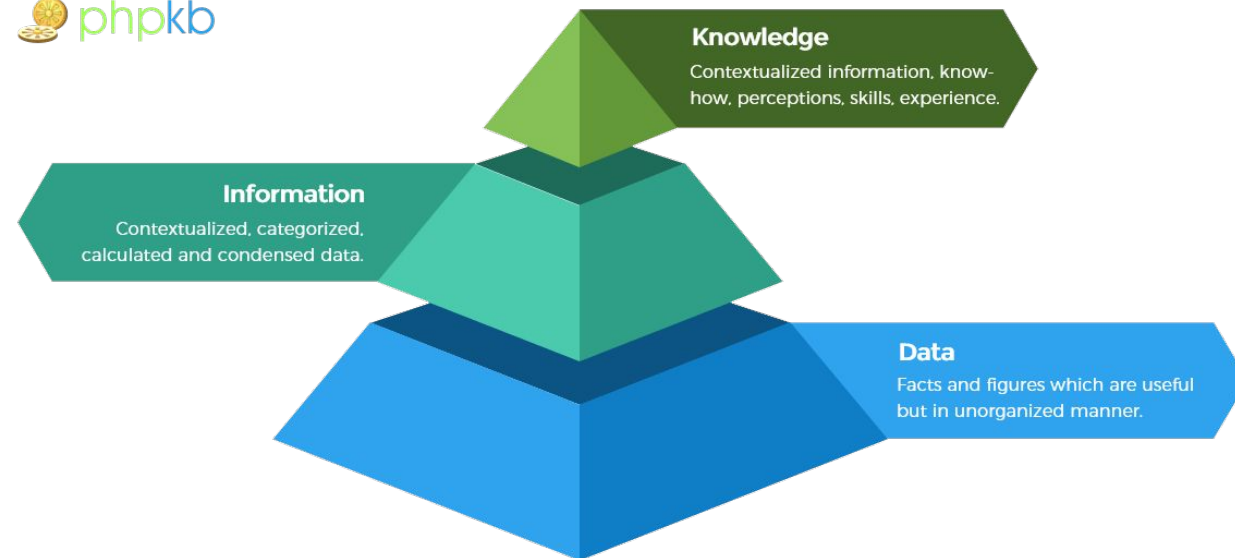 phpkb
Knowledge
Contextualized information, know-
how, perceptions, skills, experience.
Information
Contextualized, categorized,
calculated and condensed data.
Data
Facts and figures which are useful
but in unorganized manner.